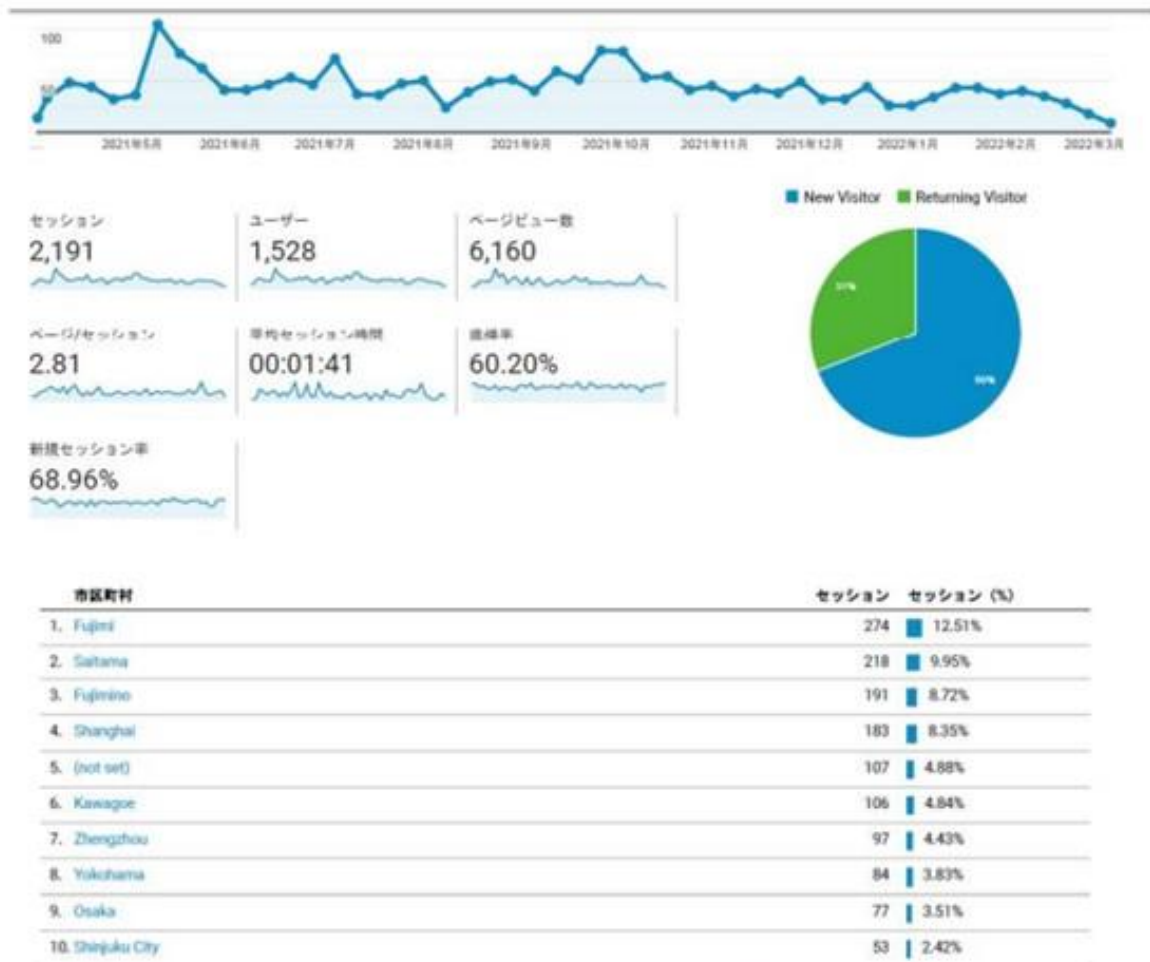 100
50
...
2021年5月 2021年6月 2021年7月 2021年8月 2021年9月 2021年10月 2021年11月 2021年12月 2022年1月 2022年2月 2022年3月
New Visitor Returning Visitor
セッション ユーザー ページビュー数
2,191 1,528 6,160
31%
ページ/セッション 平均セッション時間 直帰率
2.81 00:01:41 60.20%
新規セッション率
68.96%
市区町村 セッション セッション (%)
1. Fujimi 274 12.51%
2. Saitama 218 9.95%
3. Fujimino 191 8.72%
4. Shanghai 183 8.35%
5. (not set) 107 4.88%
6. Kawagoe 106 4.84%
7. Zhengzhou 97 4.43%
8. Yokohama 84 3.83%
9. Osaka 77 3.51%
10. Shinjuku City 53 2.42%